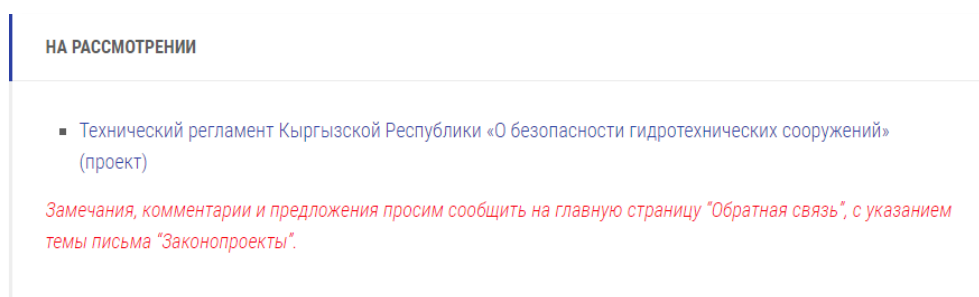 НА РАССМОТРЕНИИ
Технический регламент Кыргызской Республики «О безопасности гидротехнических сооружений»
(проект)
Замечания, комментарии и предложения просим сообщить на главную страницу “Обратная связь”, с указанием
темы письма “Законопроекты”.